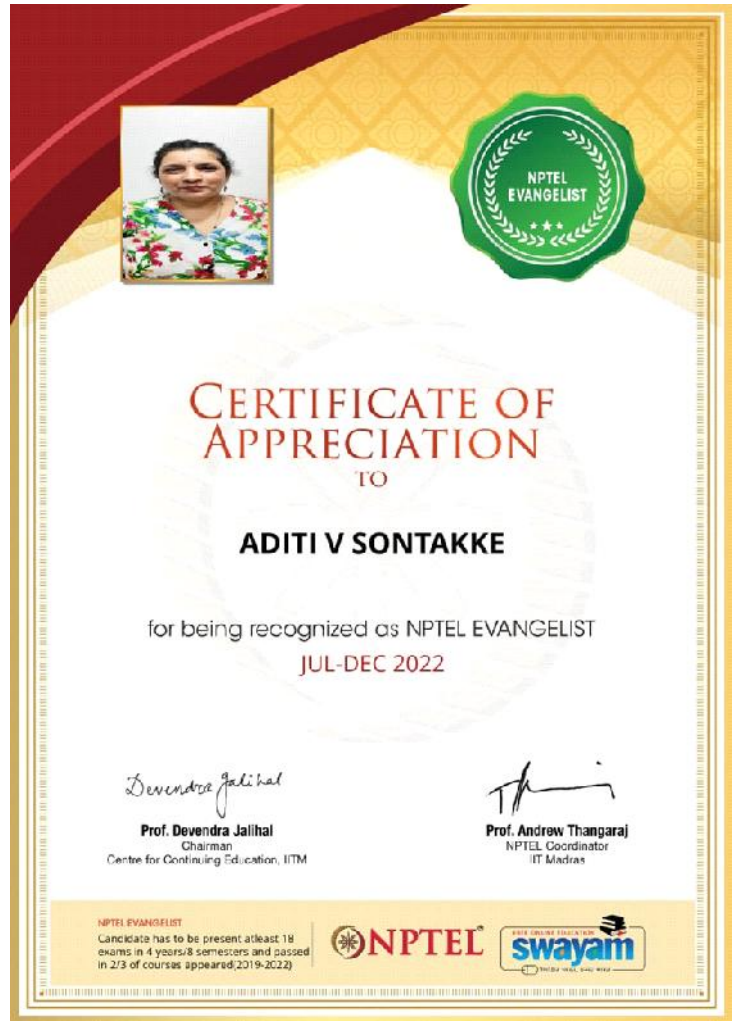 NPTEL
EVANGELIST
CERTIFICATE OF
APPRECIATION
TO
ADITI V SONTAKKE
for being recognized as NPTEL EVANGELIST
JUL-DEC 2022
Devendra Jalihal
Prof. Devendra Jalihal
Chairman
Centre for Continuing Education, IITM
Prof. Andrew Thangaraj
NPTEL Coordinator
IIT Madras
NPTEL EVANGELIST
Candidate has to be present atleast 18
exams in 4 years/8 semesters and passed
in 2/3 of courses appeared(2019-2022)
NPTEL
FREE ONLINE EDUCATION
swayam